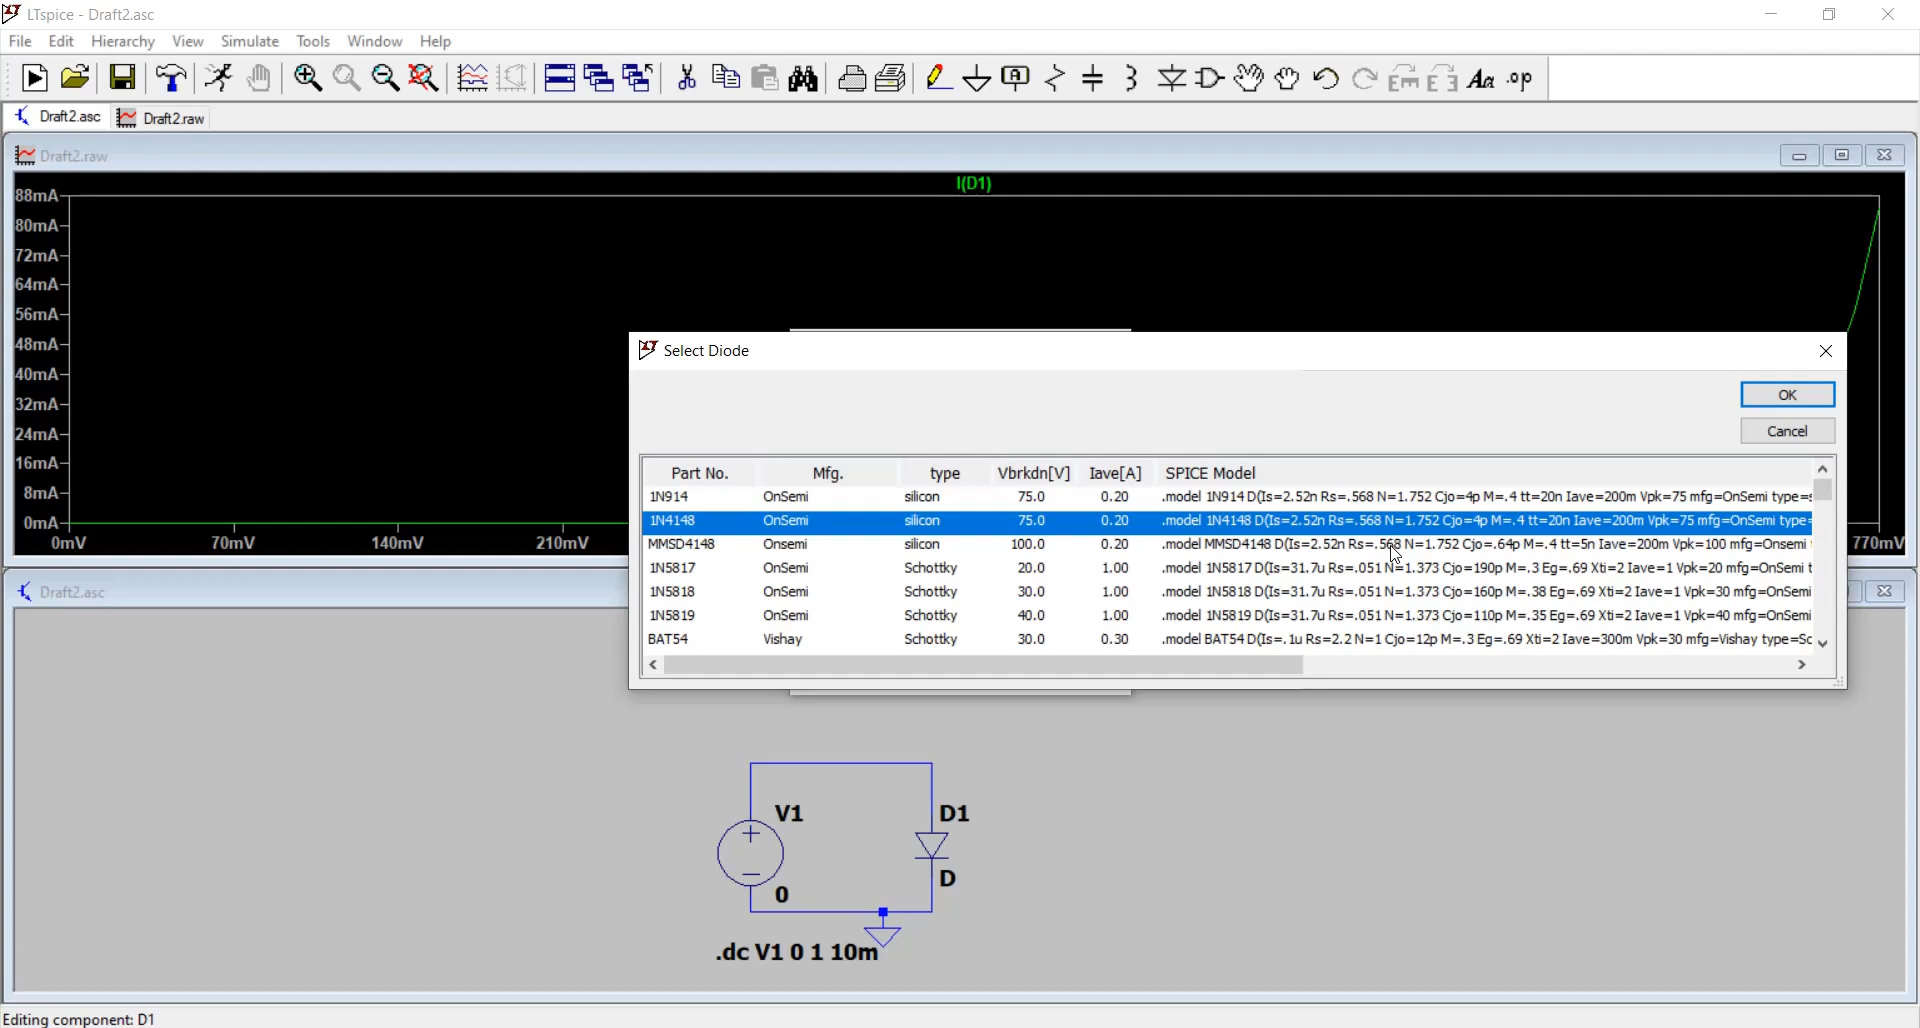 LTspice - Draft2.asc
File Edit Hierarchy View Simulate Tools Window Help
Aa .op
Draft2.asc Draft2.raw
Draft2.raw
I(D1)
88mA
80mA
72mA
64mA
56mA
48mA
40mA
32mA
24mA
16mA
8mA
0mA
0mV 70mV 140mV 210mV 770mV
Select Diode
OK
Cancel
Part No. Mfg. type Vbrkdn[V] Iave[A] SPICE Model
1N914 OnSemi silicon 75.0 0.20 .model 1N914 D(Is=2.52n Rs=.568 N=1.752 Cjo=4p M=.4 tt=20n Iave=200m Vpk=75 mfg=OnSemi type=s
1N4148 OnSemi silicon 75.0 0.20 .model 1N4148 D(Is=2.52n Rs=.568 N=1.752 Cjo=4p M=.4 tt=20n Iave=200m Vpk=75 mfg=OnSemi type=
MMSD4148 Onsemi silicon 100.0 0.20 .model MMSD4148 D(Is=2.52n Rs=.568 N=1.752 Cjo=.64p M=.4 tt=5n Iave=200m Vpk=100 mfg=Onsemi
1N5817 OnSemi Schottky 20.0 1.00 .model 1N5817 D(Is=31.7u Rs=.051 N=1.373 Cjo=190p M=.3 Eg=.69 Xti=2 Iave=1 Vpk=20 mfg=OnSemi t
1N5818 OnSemi Schottky 30.0 1.00 .model 1N5818 D(Is=31.7u Rs=.051 N=1.373 Cjo=160p M=.38 Eg=.69 Xti=2 Iave=1 Vpk=30 mfg=OnSemi
1N5819 OnSemi Schottky 40.0 1.00 .model 1N5819 D(Is=31.7u Rs=.051 N=1.373 Cjo=110p M=.35 Eg=.69 Xti=2 Iave=1 Vpk=40 mfg=OnSemi
BAT54 Vishay Schottky 30.0 0.30 .model BAT54 D(Is=.1u Rs=2.2 N=1 Cjo=12p M=.3 Eg=.69 Xti=2 Iave=300m Vpk=30 mfg=Vishay type=Sc
Draft2.asc
V1 D1
0 D
.dc V1 0 1 10m
Editing component: D1